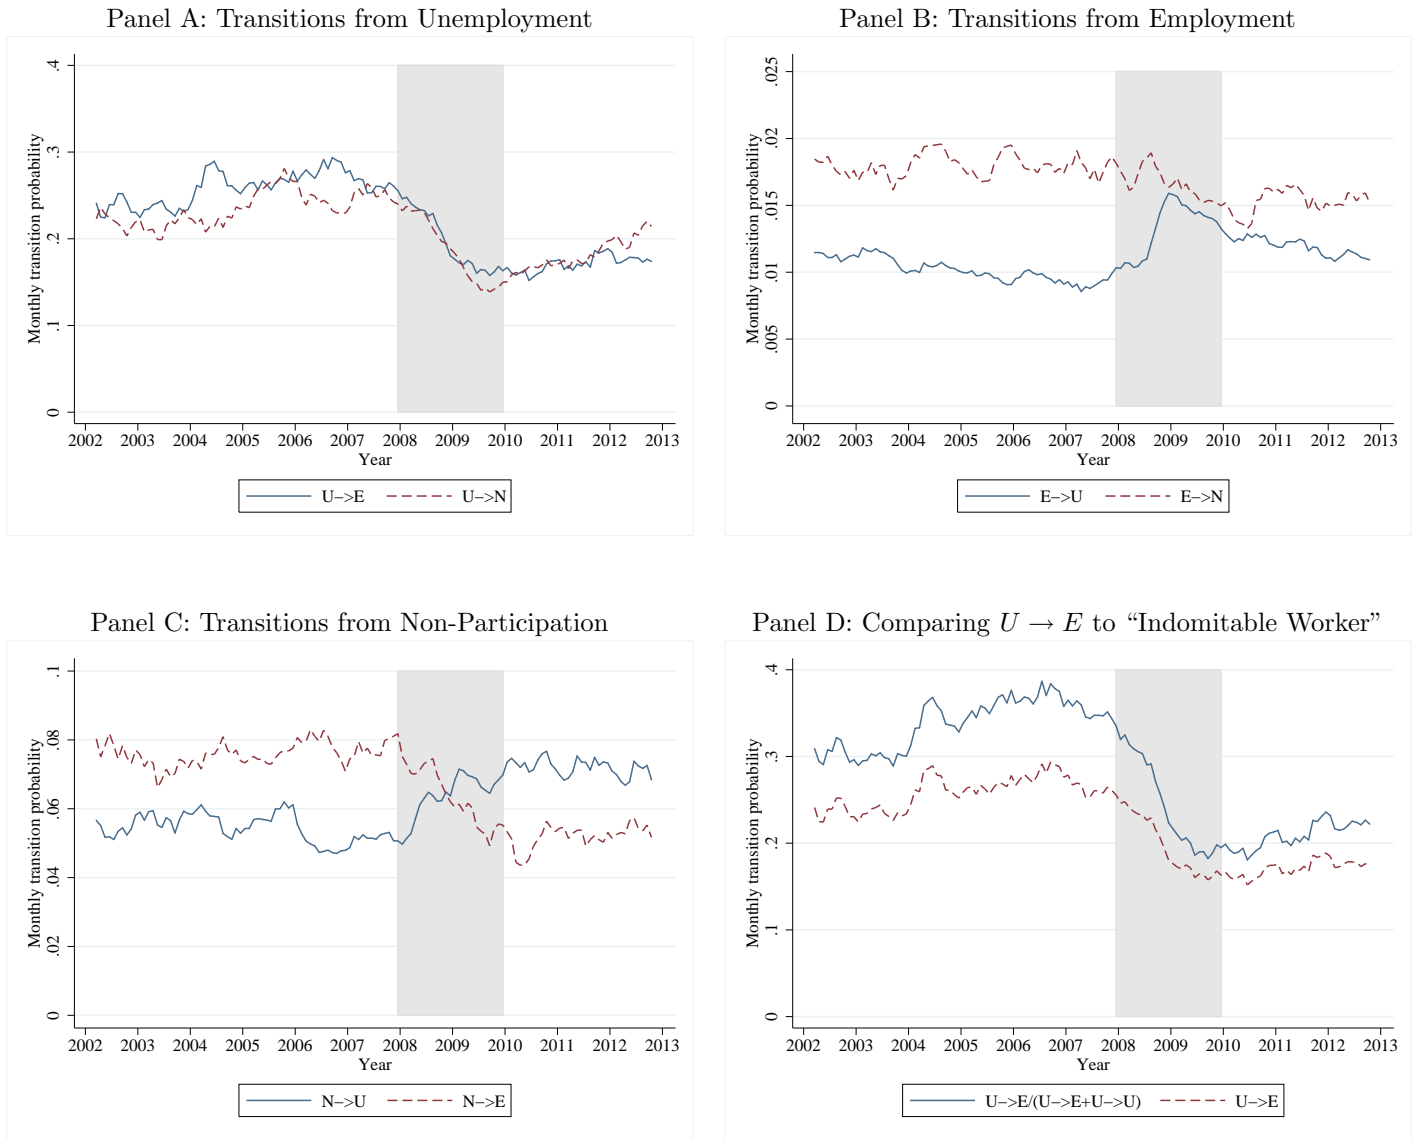 Panel A: Transitions from Unemployment
Monthly transition probability
.4
.3
.2
.1
0
2002 2003 2004 2005 2006 2007 2008 2009 2010 2011 2012 2013
Year
U−>E U−>N
Panel B: Transitions from Employment
Monthly transition probability
.025
.02
.015
.01
.005
0
2002 2003 2004 2005 2006 2007 2008 2009 2010 2011 2012 2013
Year
E−>U E−>N
Panel C: Transitions from Non-Participation
Monthly transition probability
.1
.08
.06
.04
.02
0
2002 2003 2004 2005 2006 2007 2008 2009 2010 2011 2012 2013
Year
N−>U N−>E
Panel D: Comparing U → E to “Indomitable Worker”
Monthly transition probability
.4
.3
.2
.1
0
2002 2003 2004 2005 2006 2007 2008 2009 2010 2011 2012 2013
Year
U−>E/(U−>E+U−>U) U−>E